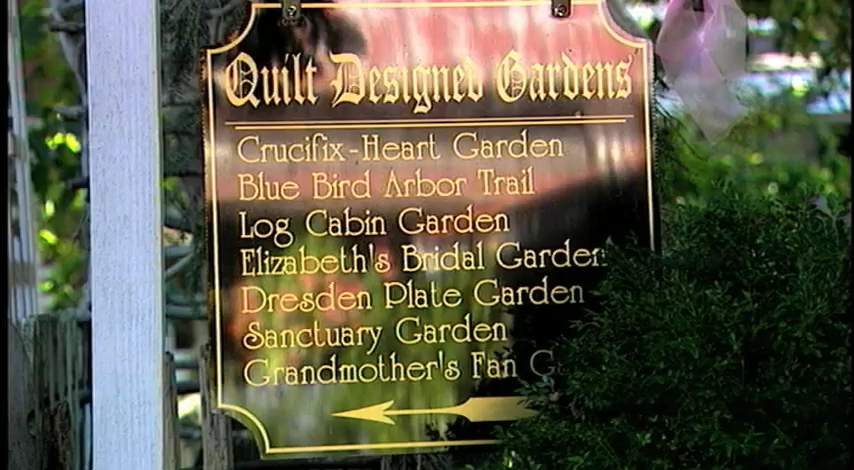 Quilt Designed Gardens
Crucifix-Heart Garden
Blue Bird Arbor Trail
Log Cabin Garden
Elizabeth's Bridal Garden
Dresden Plate Garden
Sanctuary Garden
Grandmother's Fan